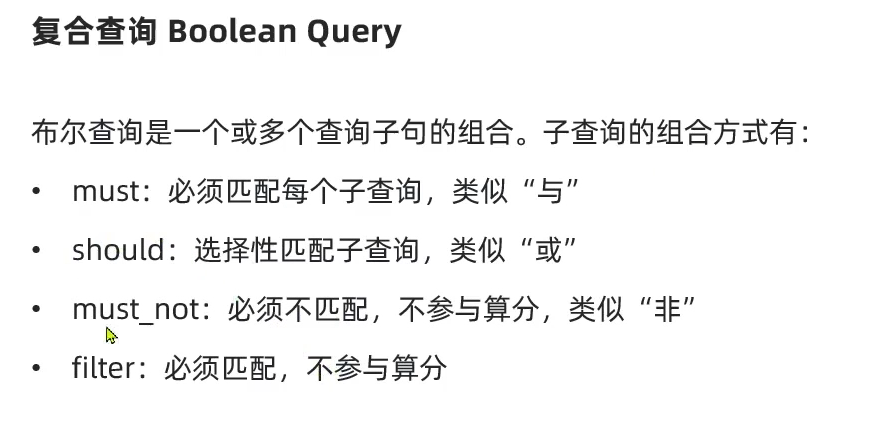 复合查询 Boolean Query
布尔查询是一个或多个查询子句的组合。子查询的组合方式有：
• must：必须匹配每个子查询，类似“与”
• should：选择性匹配子查询，类似“或”
• must_not：必须不匹配，不参与算分，类似“非”
• filter：必须匹配，不参与算分